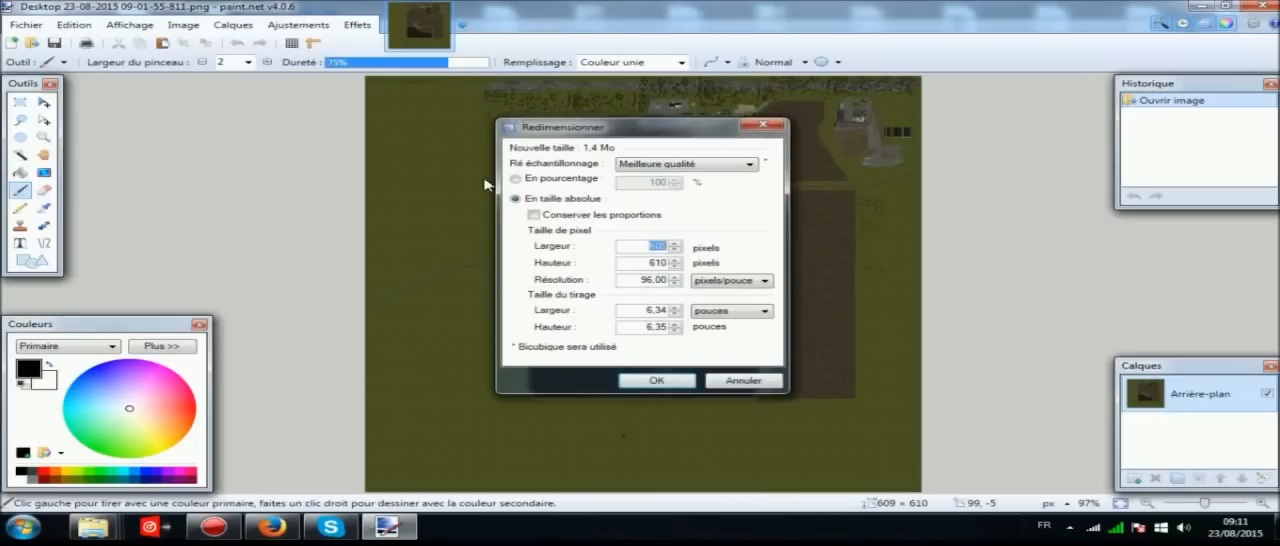 Desktop 23-08-2015 09-01-55-811.png - paint.net v4.0.6
Fichier Edition Affichage Image Calques Ajustements Effets
Outil : Largeur du pinceau : 2 Dureté : 75% Remplissage : Couleur unie Normal
Outils
Historique
Ouvrir image
Redimensionner
Nouvelle taille : 1,4 Mo
Ré échantillonnage : Meilleure qualité *
En pourcentage : 100 %
En taille absolue :
Conserver les proportions
Taille de pixel
Largeur : 609 pixels
Hauteur : 610 pixels
Résolution : 96,00 pixels/pouce
Taille du tirage
Largeur : 6,34 pouces
Hauteur : 6,35 pouces
* Bicubique sera utilisé
OK Annuler
Couleurs
Primaire Plus >>
Calques
Arrière-plan
Clic gauche pour tirer avec une couleur primaire, faites un clic droit pour dessiner avec la couleur secondaire. 609 × 610 99, -5 px 97%
FR 09:11
23/08/2015